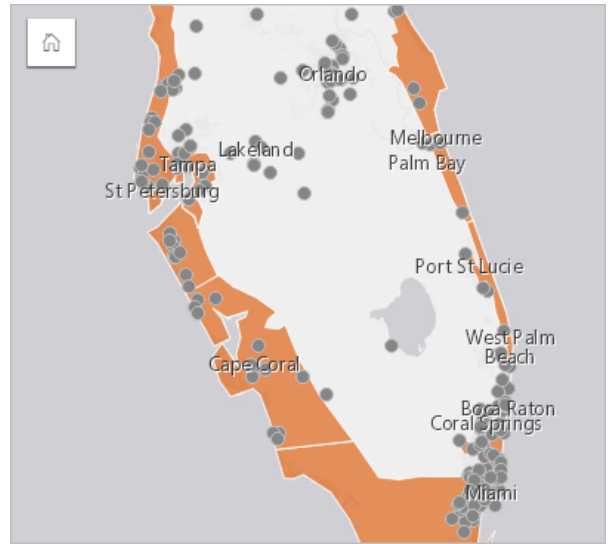 Orlando
Melbourne
Lakeland
Tampa
Palm Bay
St Petersburg
Port St Lucie
West Palm
Beach
Cape Coral
Boca Raton
Coral Springs
Miami